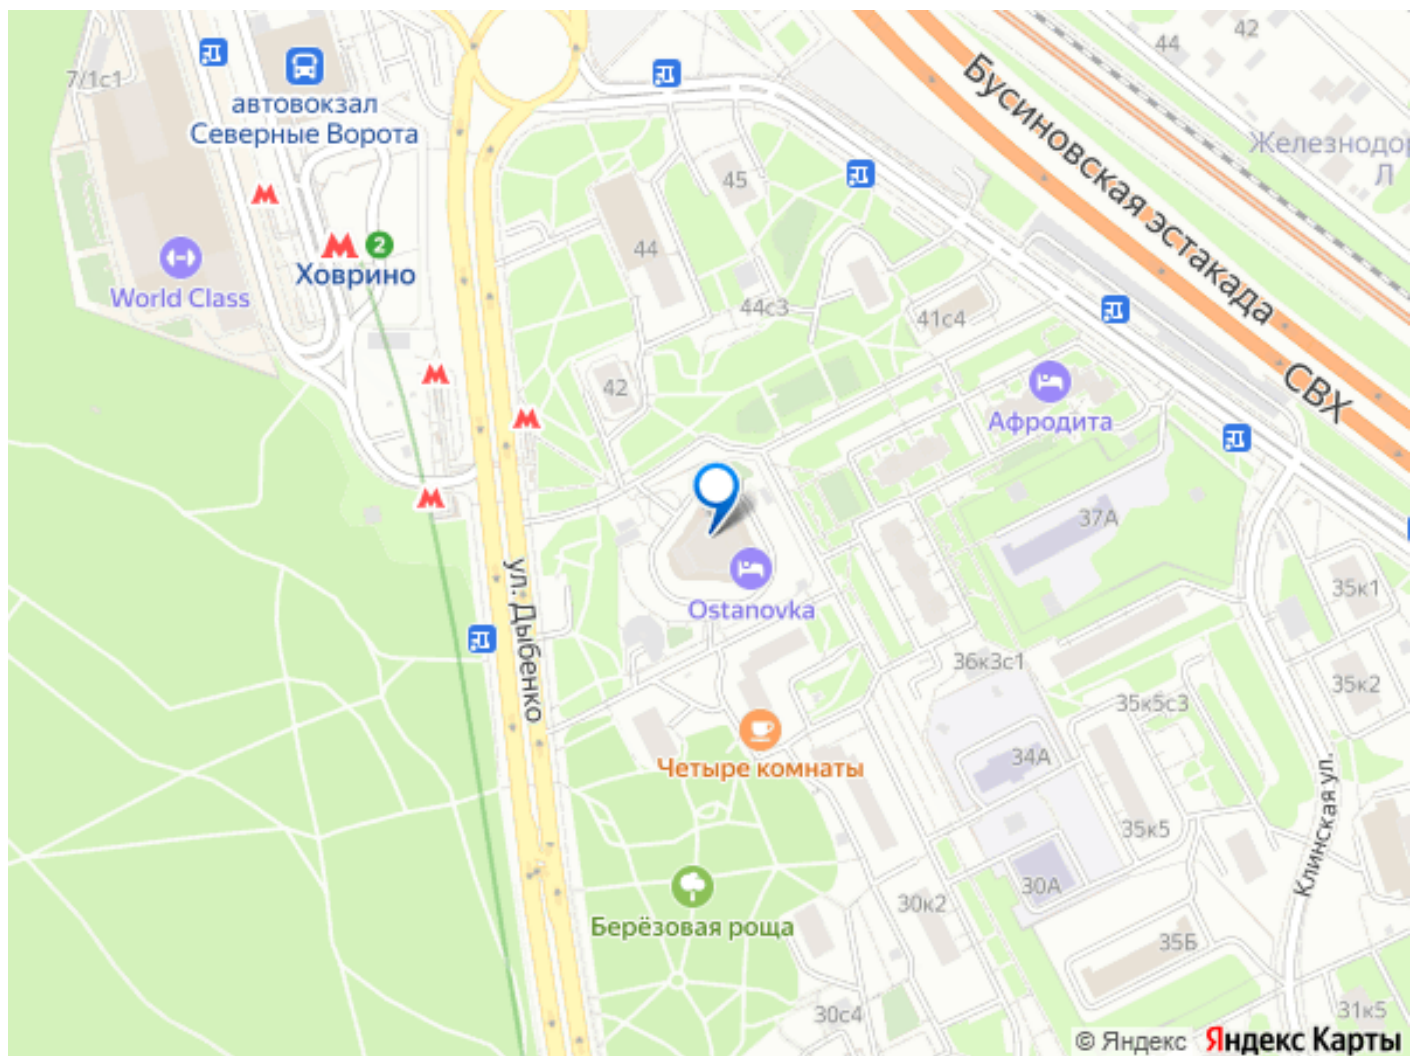 7/1с1
автовокзал
Северные Ворота
World Class
Ховрино
2
45
44
44с3
42
41с4
44
42
Железнодор
Л
Бусиновская эстакада
СВХ
Афродита
37А
Ostanovka
ул. Дыбенко
36к3с1
35к1
35к2
35к5с3
34А
Четыре комнаты
35к5
Клинская ул.
30А
30к2
Берёзовая роща
35Б
30с4
31к5
© Яндекс Яндекс Карты